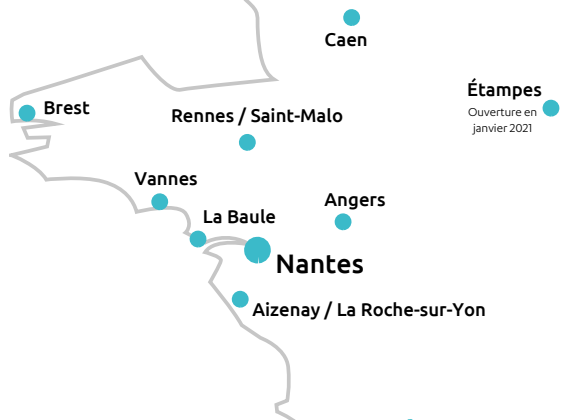 Caen
Étampes
Ouverture en
janvier 2021
Brest
Rennes / Saint-Malo
Vannes
Angers
La Baule
Nantes
Aizenay / La Roche-sur-Yon